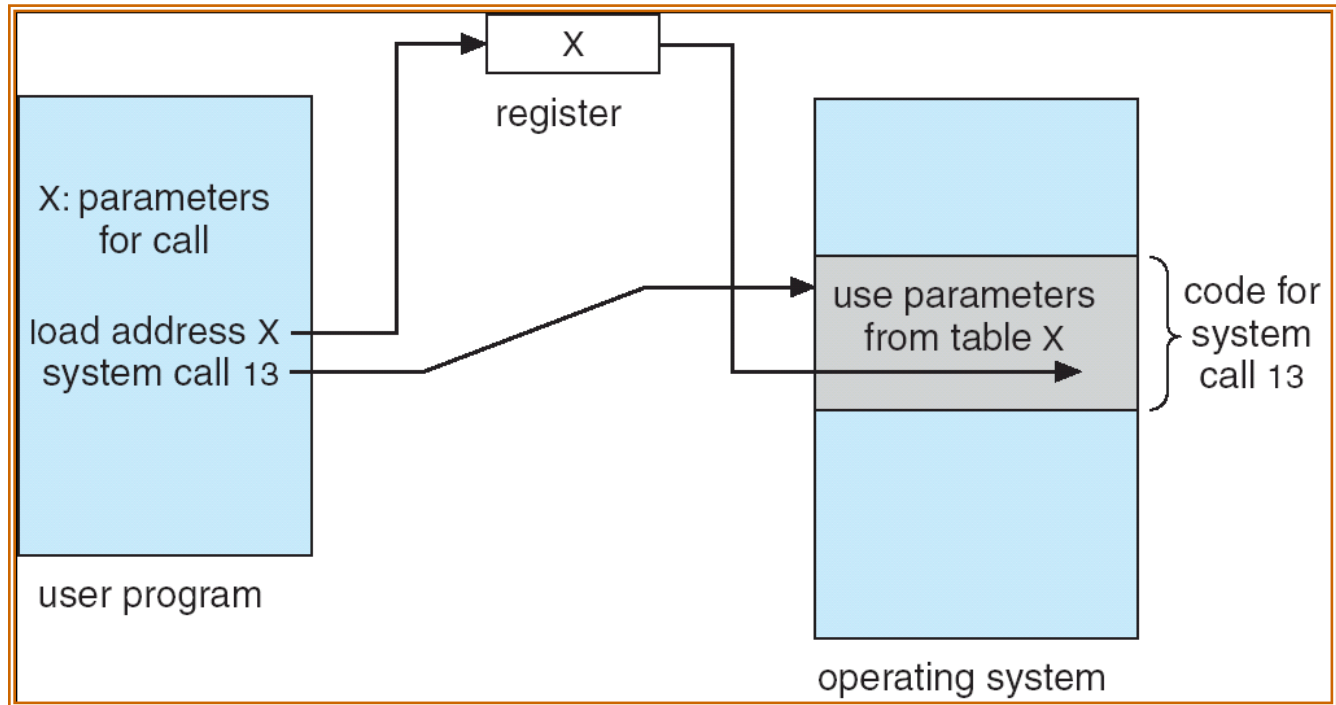 X
register
X: parameters
for call
load address X
system call 13
user program
use parameters
from table X
code for
system
call 13
operating system